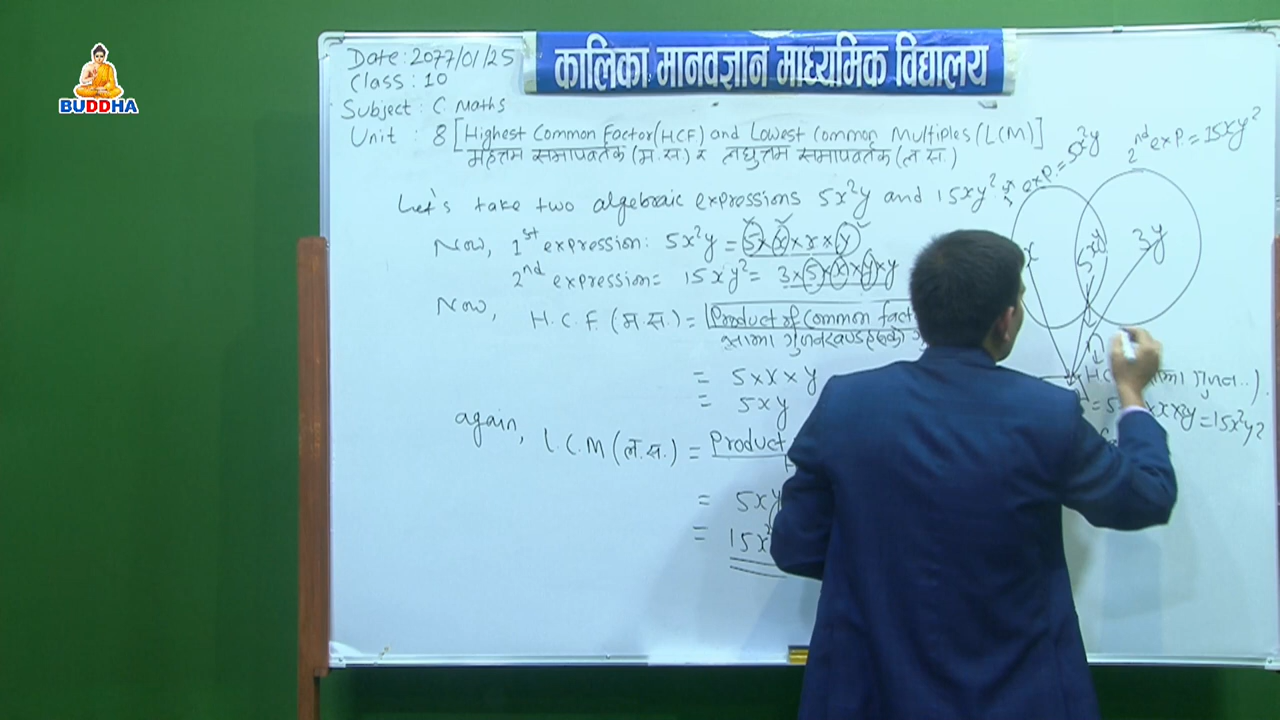 BUDDHA
कालिका मानवज्ञान माध्यमिक विद्यालय
Date: 2077/01/25
Class: 10
Subject: C. Maths
Unit : 8 [Highest Common Factor(HCF) and Lowest Common Multiples (LCM)]
महत्तम समापवर्तक (म.स.) र लघुत्तम समापवर्तक (ल.स.)
Let's take two algebraic expressions 5x²y and 15xy².
Now, 1st expression: 5x²y = 5 × x × x × y
2nd expression = 15xy² = 3 × 5 × x × y × y
Now, H.C.F. (म.स.) = Product of Common
= 5 × x × y
= 5xy
again, L.C.M (ल.स.) = Product
= 5xy
= 15x²
exp. = 5x²y
2nd exp. = 15xy²
x 5xy 3y
= 15x²y²